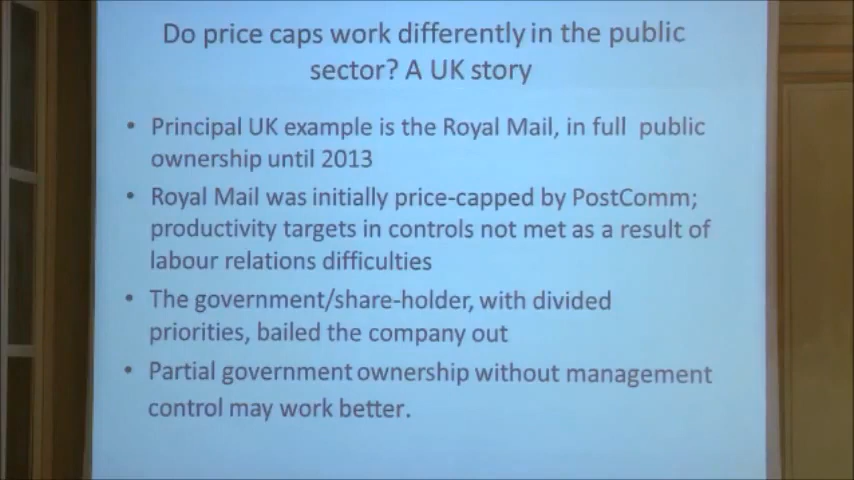 Do price caps work differently in the public
sector? A UK story
• Principal UK example is the Royal Mail, in full public
ownership until 2013
• Royal Mail was initially price-capped by PostComm;
productivity targets in controls not met as a result of
labour relations difficulties
• The government/share-holder, with divided
priorities, bailed the company out
• Partial government ownership without management
control may work better.